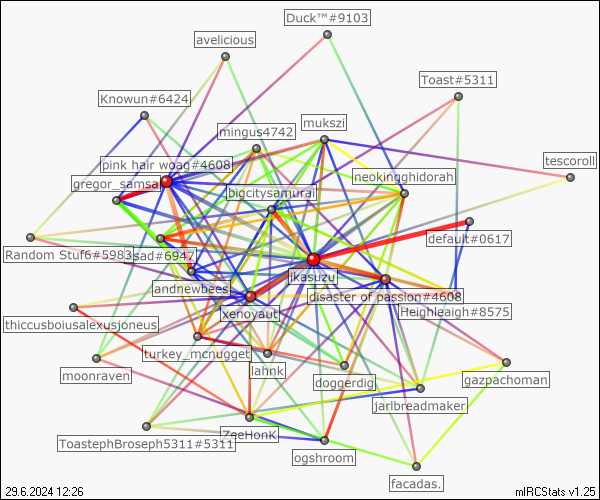 Duck™#9103
avelicious
Toast#5311
Knowun#6424
mukszi
mingus4742
tescoroll
pink hair woag#4608
neokingghidorah
gregor_samsa
bigcitysamurai
default#0617
Random Stuf6#5983
sad#6947
jkasuzu
andnewbees
disaster of passion#4608
xenoyaut
Heighleaigh#8575
thiccusboiusalexusjoneus
turkey_mcnugget
moonraven
lahnk
gazpachoman
doggerdig
jarlbreadmaker
ZeeHonK
ToastephBroseph5311#5311
ogshroom
facadas.
29.6.2024 12:26
mIRCStats v1.25